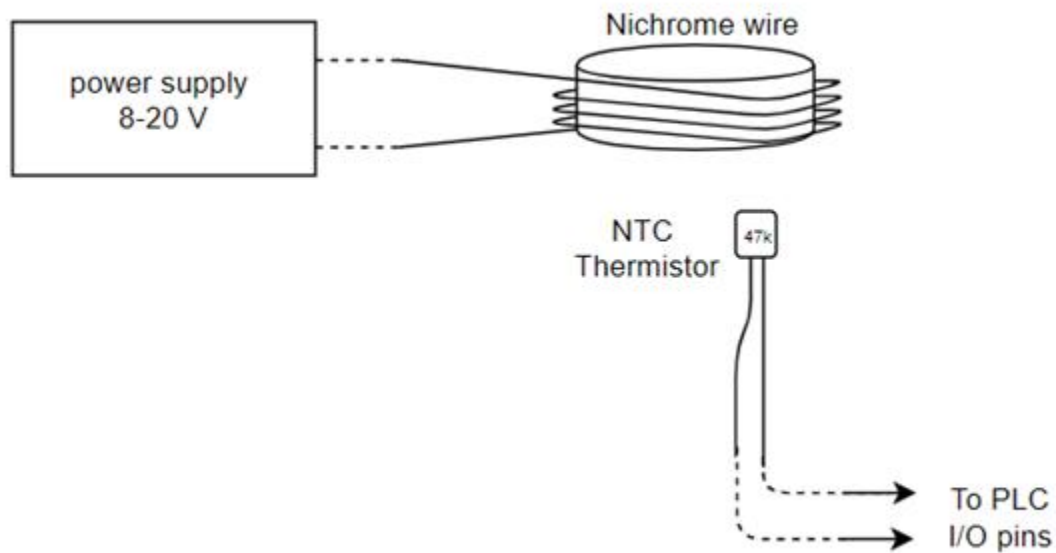 Nichrome wire
power supply
8-20 V
NTC
Thermistor
47k
To PLC
I/O pins